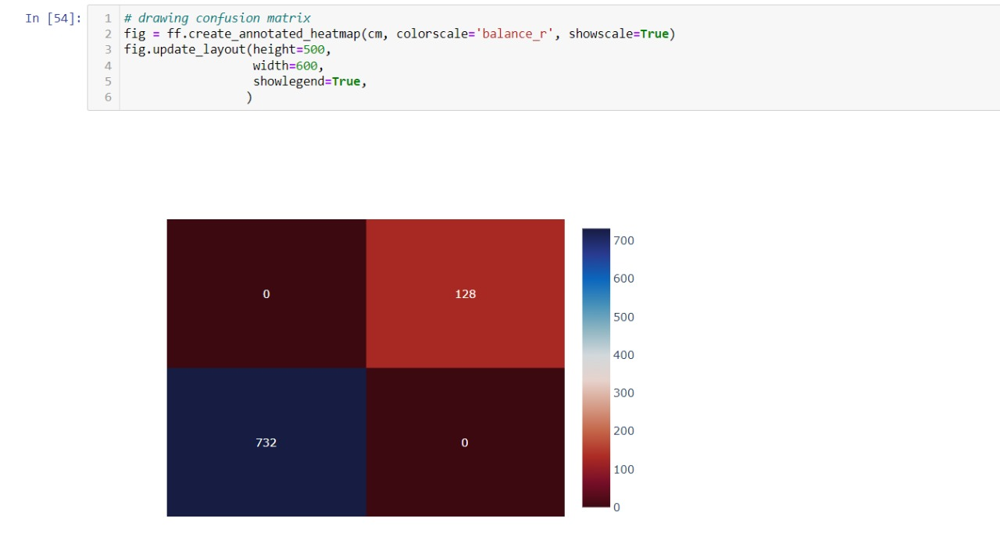 In [54]:
1 # drawing confusion matrix
2 fig = ff.create_annotated_heatmap(cm, colorscale='balance_r', showscale=True)
3 fig.update_layout(height=500,
4 width=600,
5 showlegend=True,
6 )
0 128
732 0
700
600
500
400
300
200
100
0